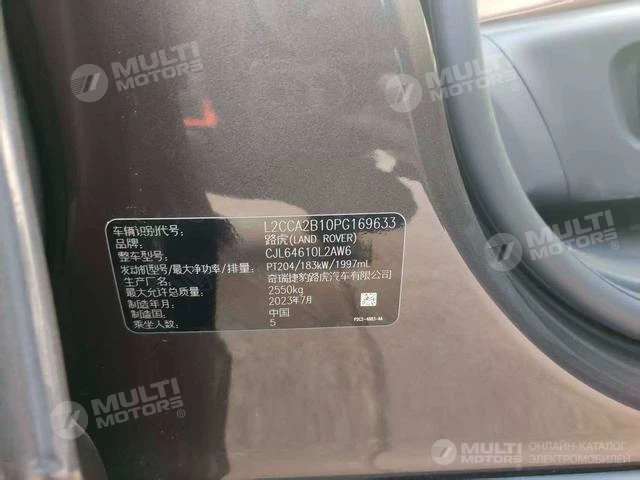 MULTI MOTORS®
MULTI MOTORS®
车辆识别代号: L2CCA2B10PG169633
品牌: 路虎(LAND ROVER)
整车型号: CJL64610L2AW6
发动机型号/最大净功率/排量: PT204/183kW/1997mL
生产厂名: 奇瑞捷豹路虎汽车有限公司
最大允许总质量: 2550kg
制造年月: 2023年7月
制造国: 中国
乘坐人数: 5
MULTI MOTORS®
MULTI MOTORS®
ОНЛАЙН-КАТАЛОГ
ЭЛЕКТРОМОБИЛЕЙ